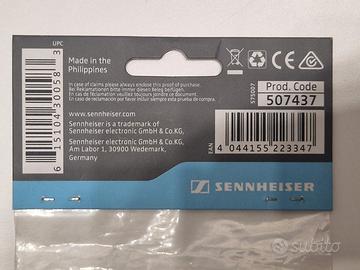 UPC
6 15104 30058 3
Made in the
Philippines
In case of claims please always enclose this proof of purchase.
Bei Reklamationen bitte immer diesen Beleg beifügen.
En cas de réclamation veuillez toujours joindre ce certificat.
En caso de reclamación por favor incluir siempre esta prueba de compra.
www.sennheiser.com
Sennheiser is a trademark of
Sennheiser electronic GmbH & Co.KG.
Sennheiser electronic GmbH & Co.KG,
Am Labor 1, 30900 Wedemark,
Germany
CE
Prod. Code
507437
EAN
4 044155 223347
SENNHEISER
subito